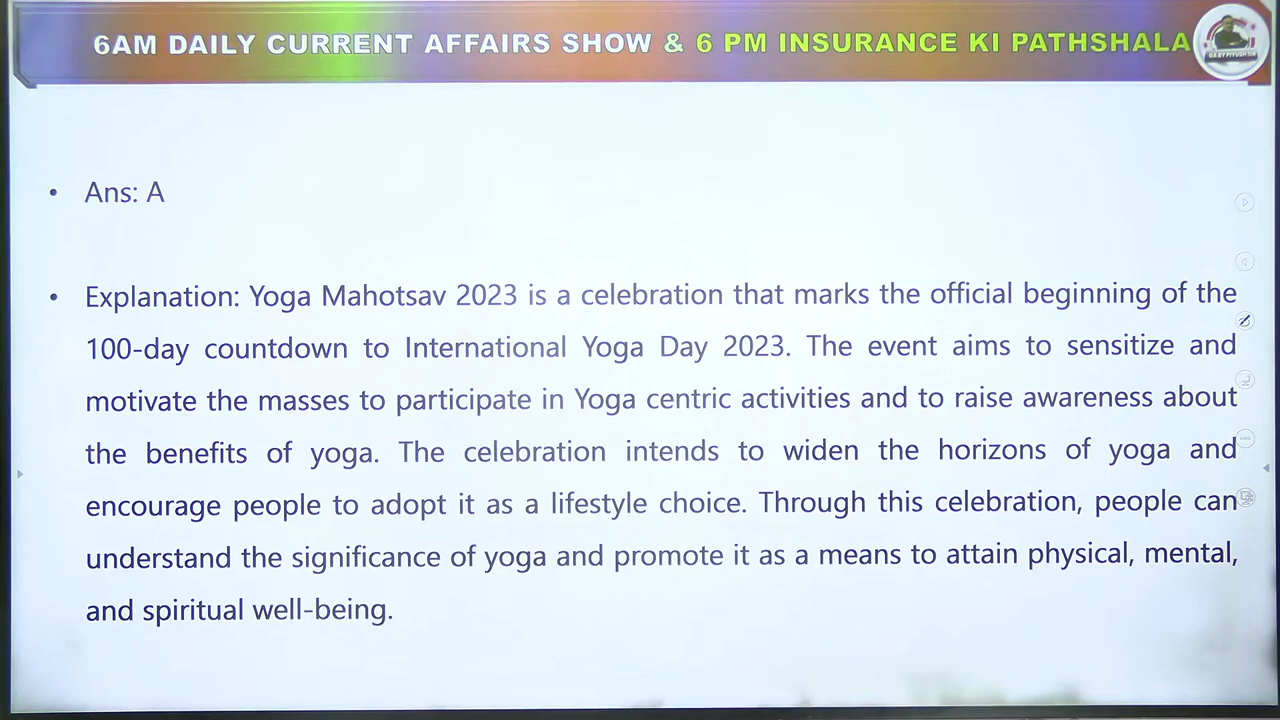 6AM DAILY CURRENT AFFAIRS SHOW & 6 PM INSURANCE KI PATHSHALA
GA BY PIYUSH SIR
• Ans: A
• Explanation: Yoga Mahotsav 2023 is a celebration that marks the official beginning of the
100-day countdown to International Yoga Day 2023. The event aims to sensitize and
motivate the masses to participate in Yoga centric activities and to raise awareness about
the benefits of yoga. The celebration intends to widen the horizons of yoga and
encourage people to adopt it as a lifestyle choice. Through this celebration, people can
understand the significance of yoga and promote it as a means to attain physical, mental,
and spiritual well-being.